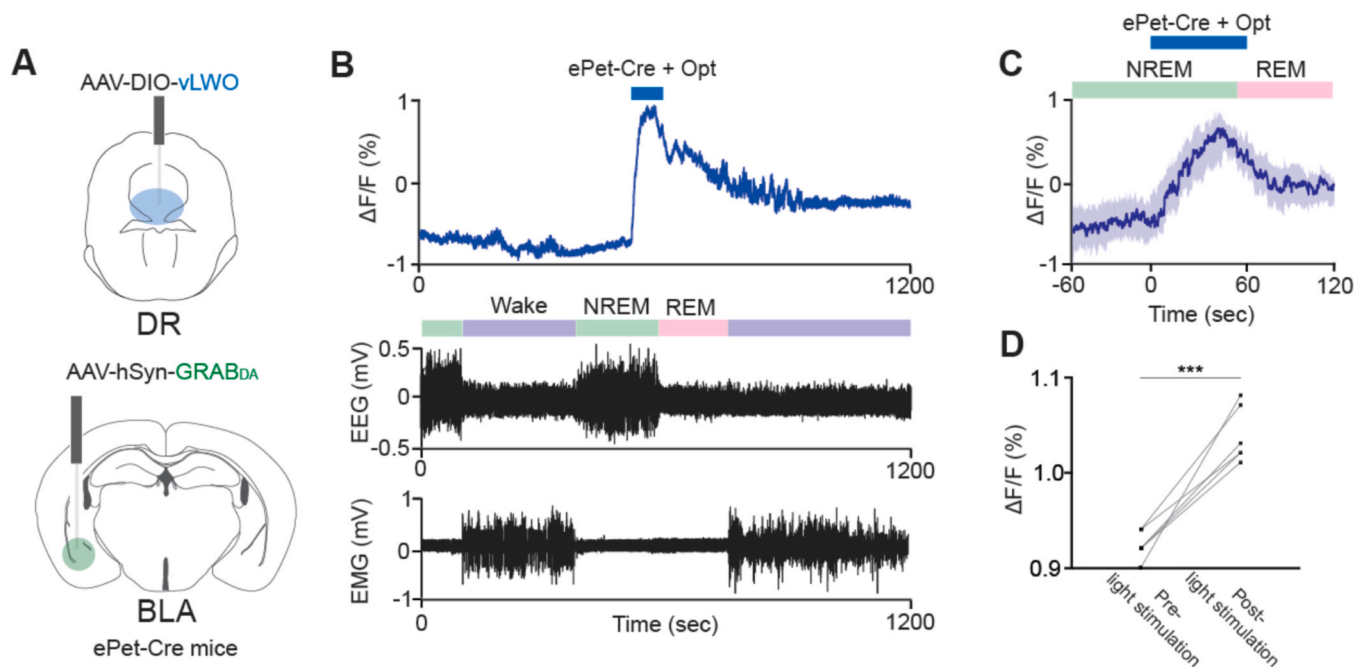 A
AAV-DIO-vLWO
DR
AAV-hSyn-GRABDA
BLA
ePet-Cre mice
B
ePet-Cre + Opt
1
0
-1
ΔF/F (%)
0
1200
Wake
NREM
REM
0.5
0
-0.5
EEG (mV)
0
1200
1
0
-1
EMG (mV)
0
Time (sec)
1200
C
ePet-Cre + Opt
NREM
REM
1
0
-1
ΔF/F (%)
-60
0
60
120
Time (sec)
D
***
1.1
1.0
0.9
ΔF/F (%)
Pre-
light stimulation
Post-
light stimulation